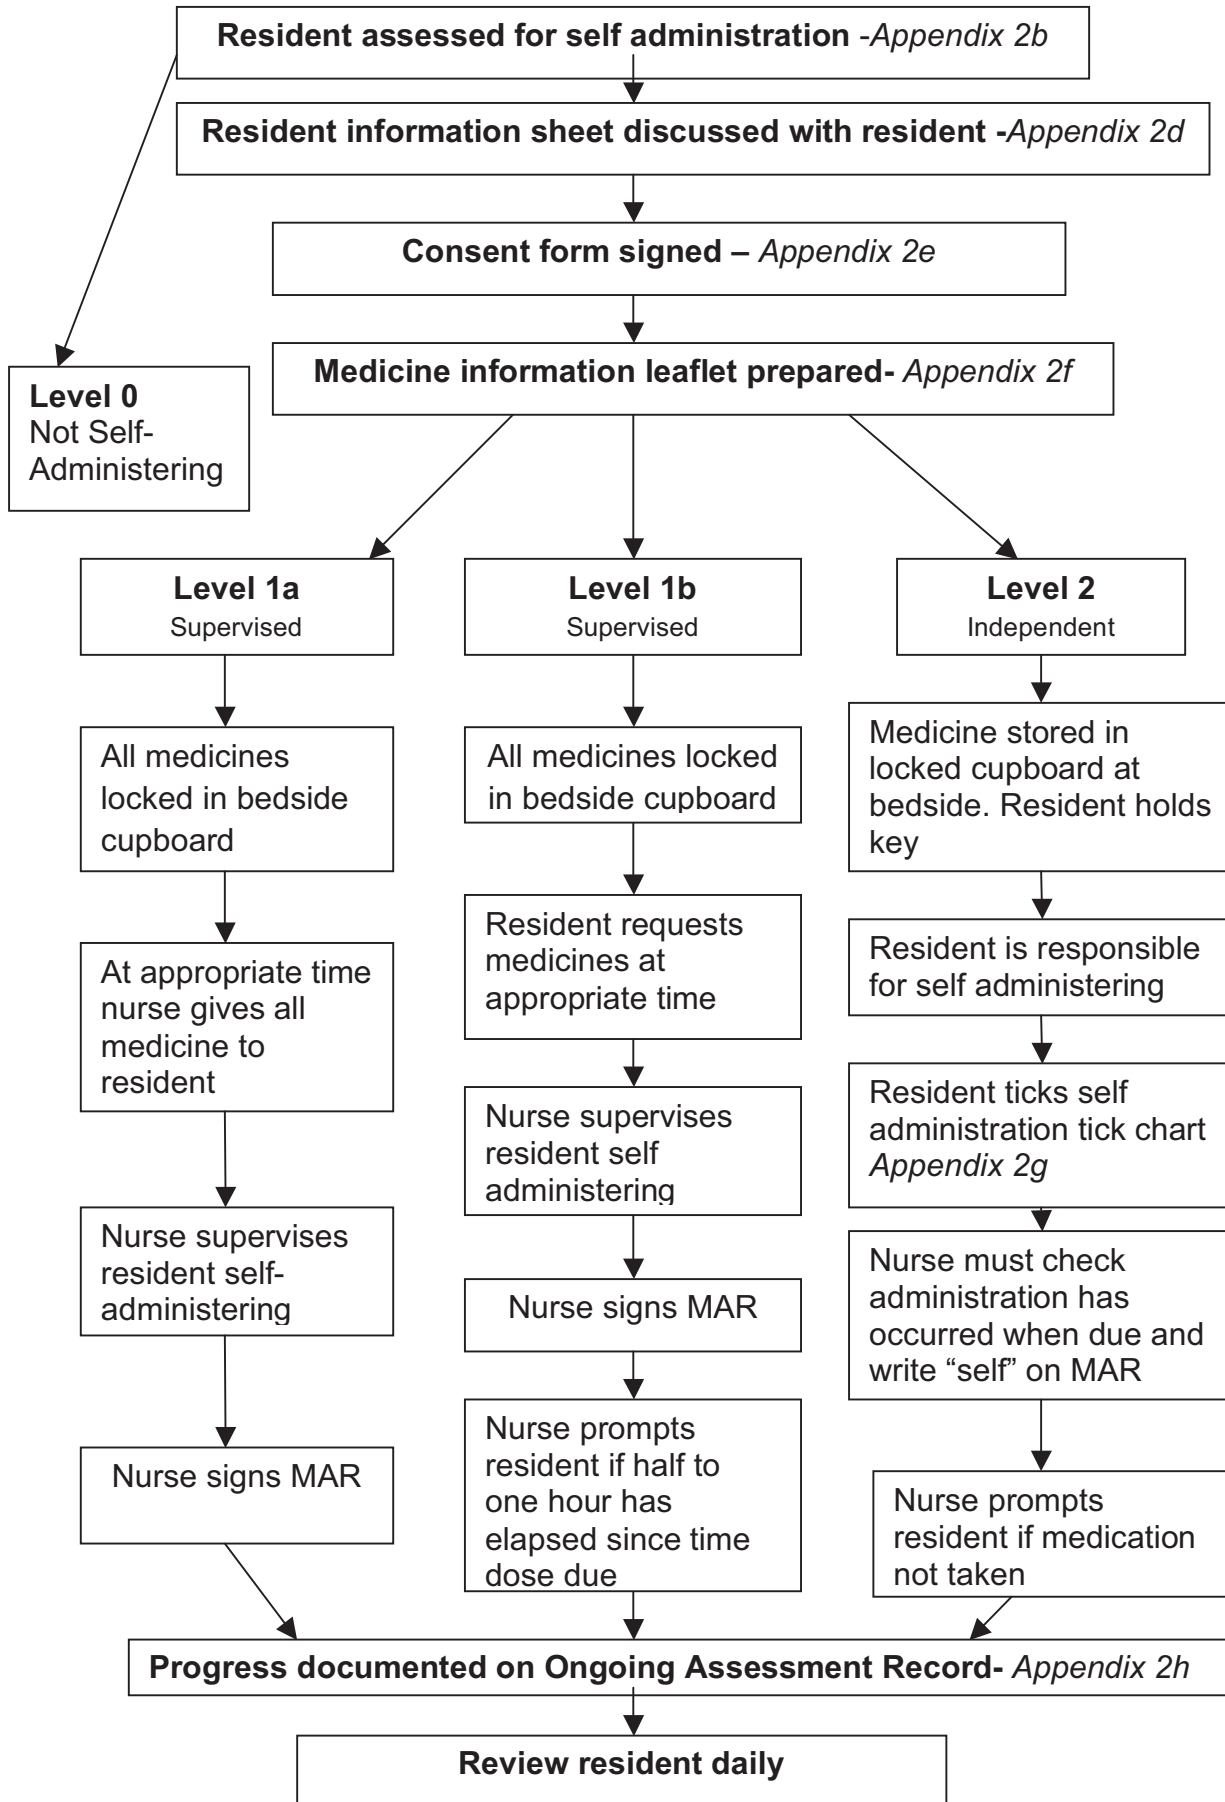 Resident assessed for self administration -Appendix 2b
Resident information sheet discussed with resident -Appendix 2d
Consent form signed – Appendix 2e
Medicine information leaflet prepared- Appendix 2f
Level 0
Not Self-
Administering
Level 1a
Supervised
All medicines
locked in bedside
cupboard
At appropriate time
nurse gives all
medicine to
resident
Nurse supervises
resident self-
administering
Nurse signs MAR
Level 1b
Supervised
All medicines locked
in bedside cupboard
Resident requests
medicines at
appropriate time
Nurse supervises
resident self
administering
Nurse signs MAR
Nurse prompts
resident if half to
one hour has
elapsed since time
dose due
Level 2
Independent
Medicine stored in
locked cupboard at
bedside. Resident holds
key
Resident is responsible
for self administering
Resident ticks self
administration tick chart
Appendix 2g
Nurse must check
administration has
occurred when due and
write “self” on MAR
Nurse prompts
resident if medication
not taken
Progress documented on Ongoing Assessment Record- Appendix 2h
Review resident daily